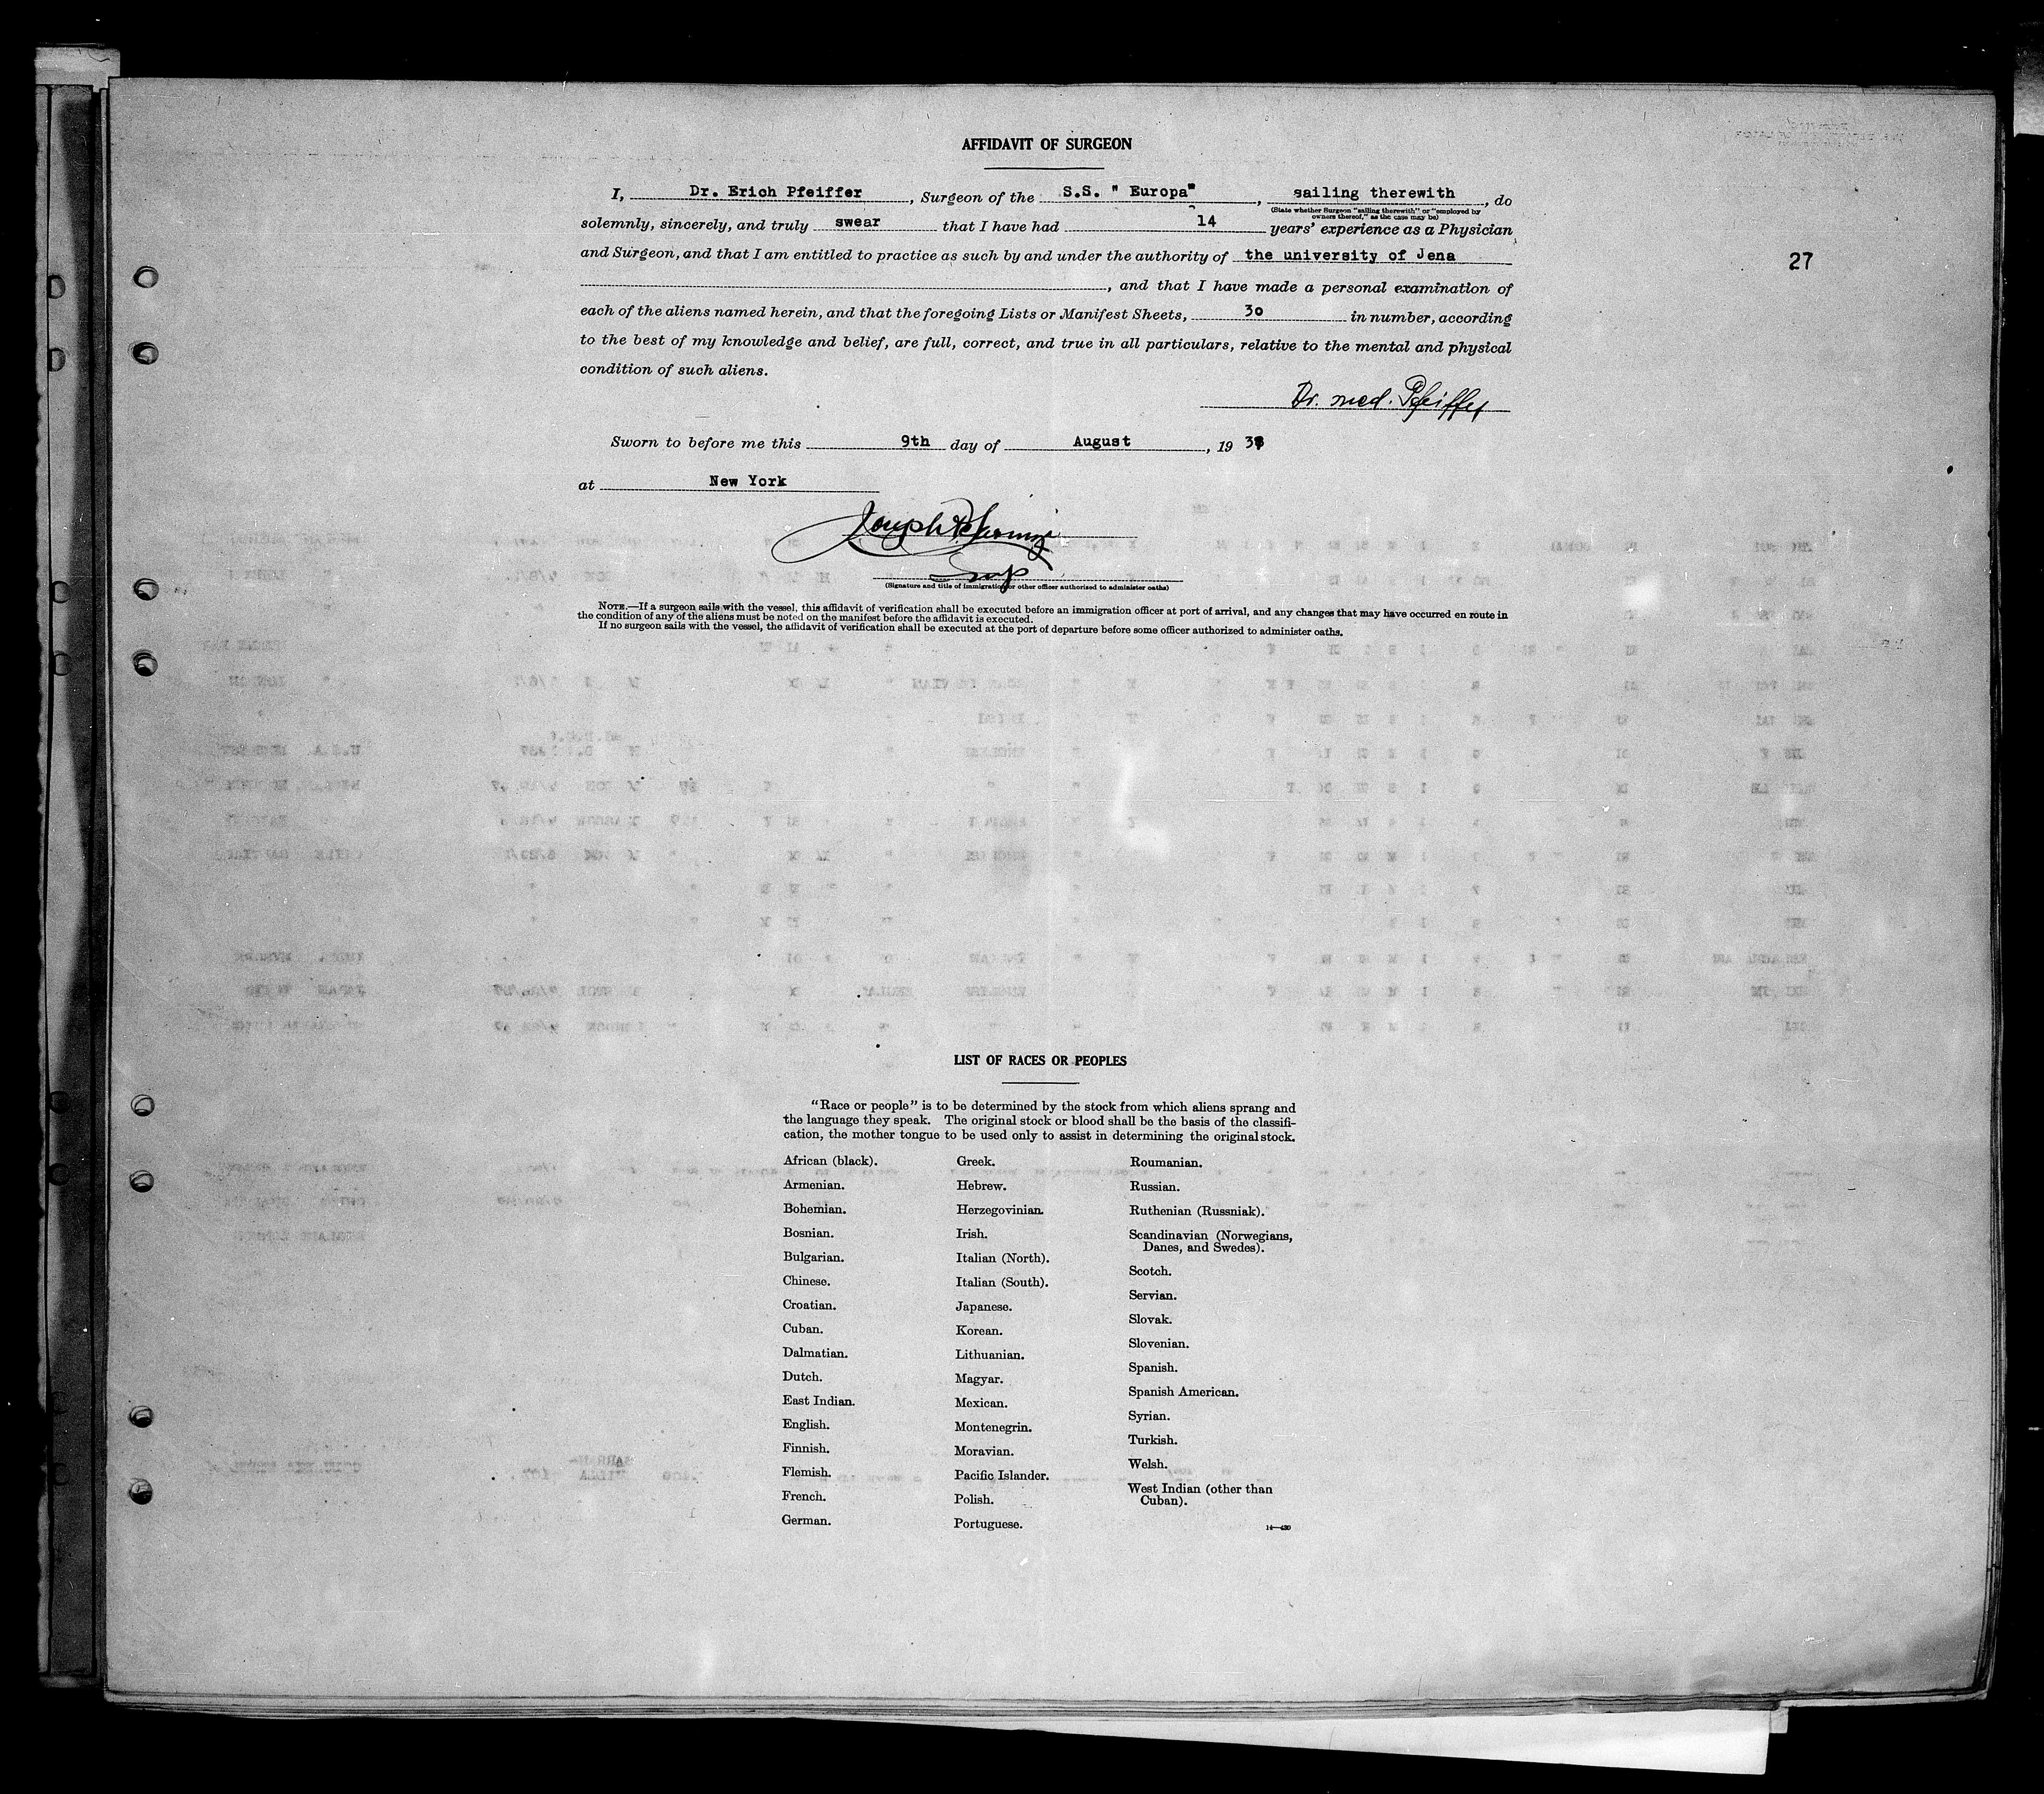 AFFIDAVIT OF SURGEON
I, Dr. Erich Pfeiffer, Surgeon of the S.S. " Europa", sailing therewith, do
(State whether Surgeon "sailing therewith" or "employed by
owners thereof," as the case may be)
solemnly, sincerely, and truly swear that I have had 14 years' experience as a Physician
and Surgeon, and that I am entitled to practice as such by and under the authority of the university of Jena
27
, and that I have made a personal examination of
each of the aliens named herein, and that the foregoing Lists or Manifest Sheets, 30 in number, according
to the best of my knowledge and belief, are full, correct, and true in all particulars, relative to the mental and physical
condition of such aliens.
Dr. med. Pfeiffer
Sworn to before me this 9th day of August, 19 3
at New York
Joseph
(Signature and title of immigration or other officer authorized to administer oaths)
NOTE.—If a surgeon sails with the vessel, this affidavit of verification shall be executed before an immigration officer at port of arrival, and any changes that may have occurred en route in
the condition of any of the aliens must be noted on the manifest before the affidavit is executed.
If no surgeon sails with the vessel, the affidavit of verification shall be executed at the port of departure before some officer authorized to administer oaths.
LIST OF RACES OR PEOPLES
"Race or people" is to be determined by the stock from which aliens sprang and
the language they speak. The original stock or blood shall be the basis of the classifi-
cation, the mother tongue to be used only to assist in determining the original stock.
African (black).
Armenian.
Bohemian.
Bosnian.
Bulgarian.
Chinese.
Croatian.
Cuban.
Dalmatian.
Dutch.
East Indian.
English.
Finnish.
Flemish.
French.
German.
Greek.
Hebrew.
Herzegovinian.
Irish.
Italian (North).
Italian (South).
Japanese.
Korean.
Lithuanian.
Magyar.
Mexican.
Montenegrin.
Moravian.
Pacific Islander.
Polish.
Portuguese.
Roumanian.
Russian.
Ruthenian (Russniak).
Scandinavian (Norwegians,
Danes, and Swedes).
Scotch.
Servian.
Slovak.
Slovenian.
Spanish.
Spanish American.
Syrian.
Turkish.
Welsh.
West Indian (other than
Cuban).
14—430